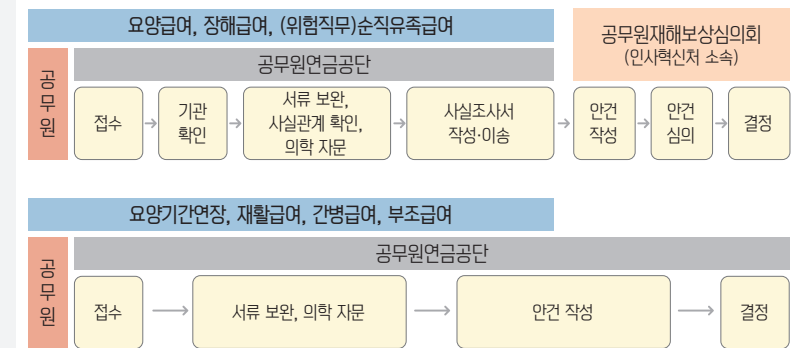 요양급여, 장해급여, (위험직무)순직유족급여
공무원재해보상심의회
(인사혁신처 소속)
공무원
공무원연금공단
접수
기관
확인
서류 보완,
사실관계 확인,
의학 자문
사실조사서
작성·이송
안건
작성
안건
심의
결정
요양기간연장, 재활급여, 간병급여, 부조급여
공무원
공무원연금공단
접수
서류 보완, 의학 자문
안건 작성
결정